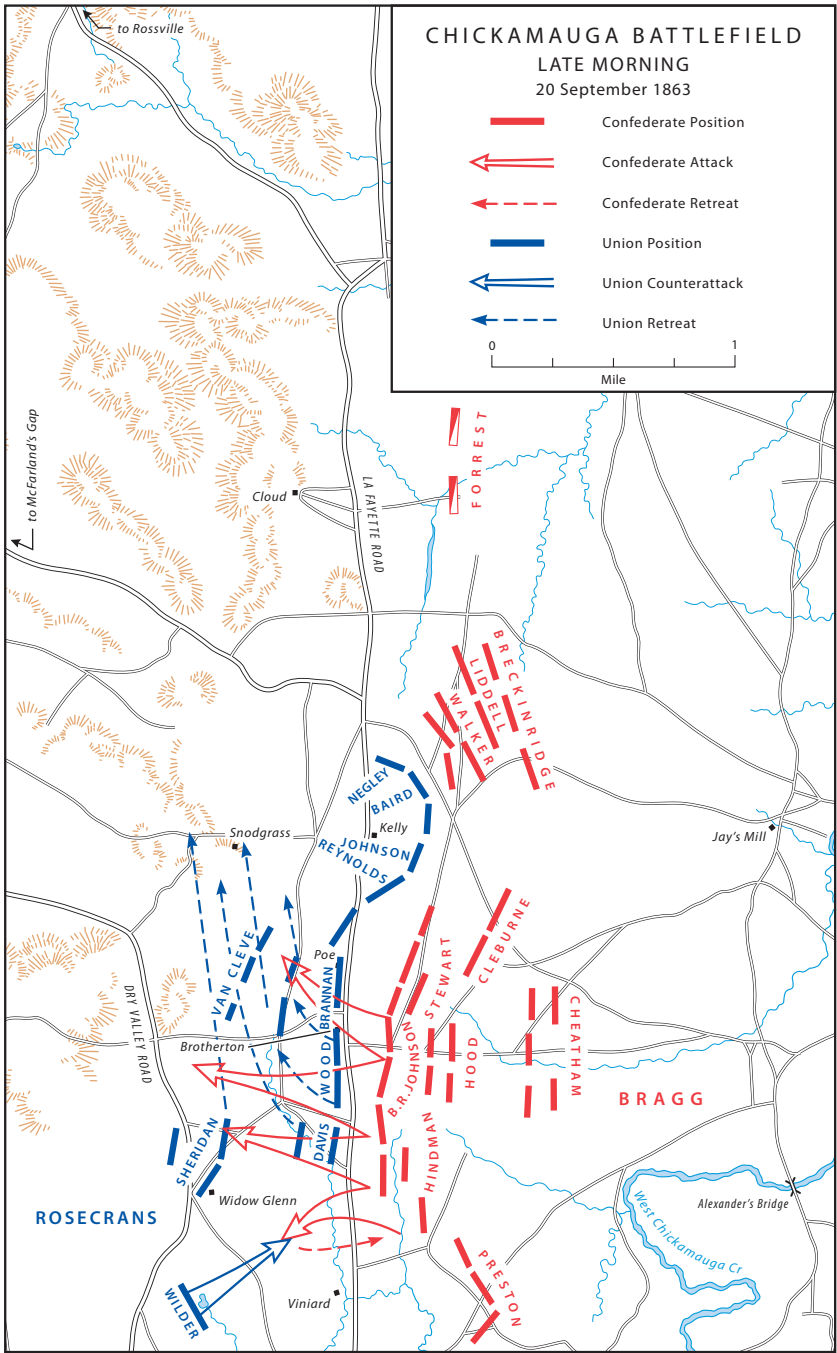 to Rossville
CHICKAMAUGA BATTLEFIELD
LATE MORNING
20 September 1863
Confederate Position
Confederate Attack
Confederate Retreat
Union Position
Union Counterattack
Union Retreat
0
1
Mile
to McFarland's Gap
FORREST
Cloud
LA FAYETTE ROAD
BRECKINRIDGE
LIDDELL
WALKER
NEGLEY
BAIRD
Kelly
JOHNSON
REYNOLDS
Snodgrass
Jay's Mill
CLEBURNE
STEWART
VAN CLEVE
Poe
BRANNAN
DRY VALLEY ROAD
CHEATHAM
Brotherton
WOOD
B.R.JOHNSON
HOOD
BRAGG
DAVIS
SHERIDAN
HINDMAN
Widow Glenn
ROSECRANS
Alexander's Bridge
West Chickamauga Cr
PRESTON
WILDER
Viniard